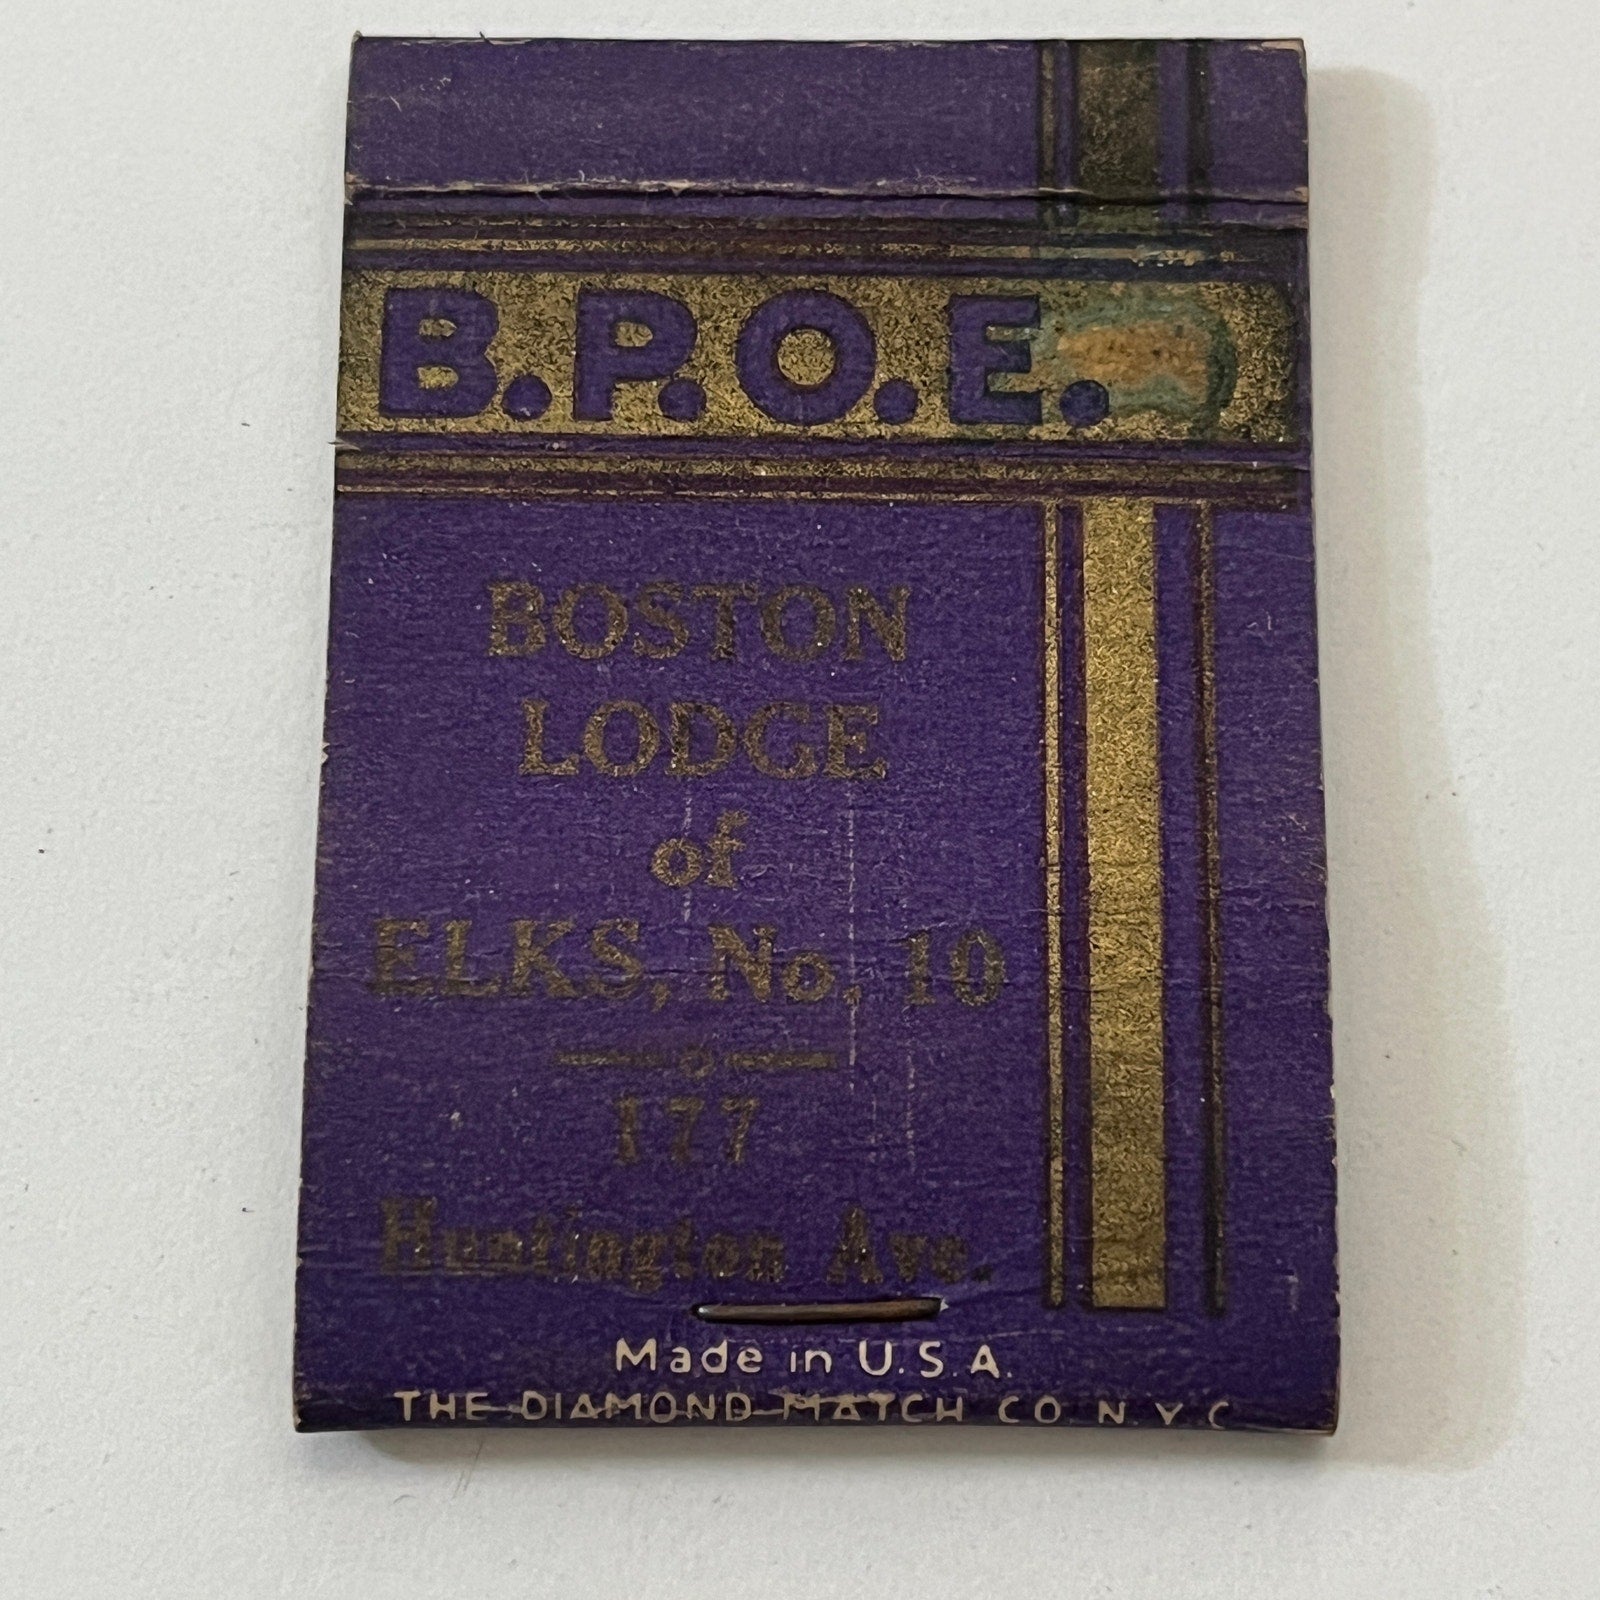 B.P.O.E.
BOSTON
LODGE
of
ELKS, No. 10
177
Huntington Ave.
Made in U.S.A.
THE DIAMOND MATCH CO. N.Y.C.